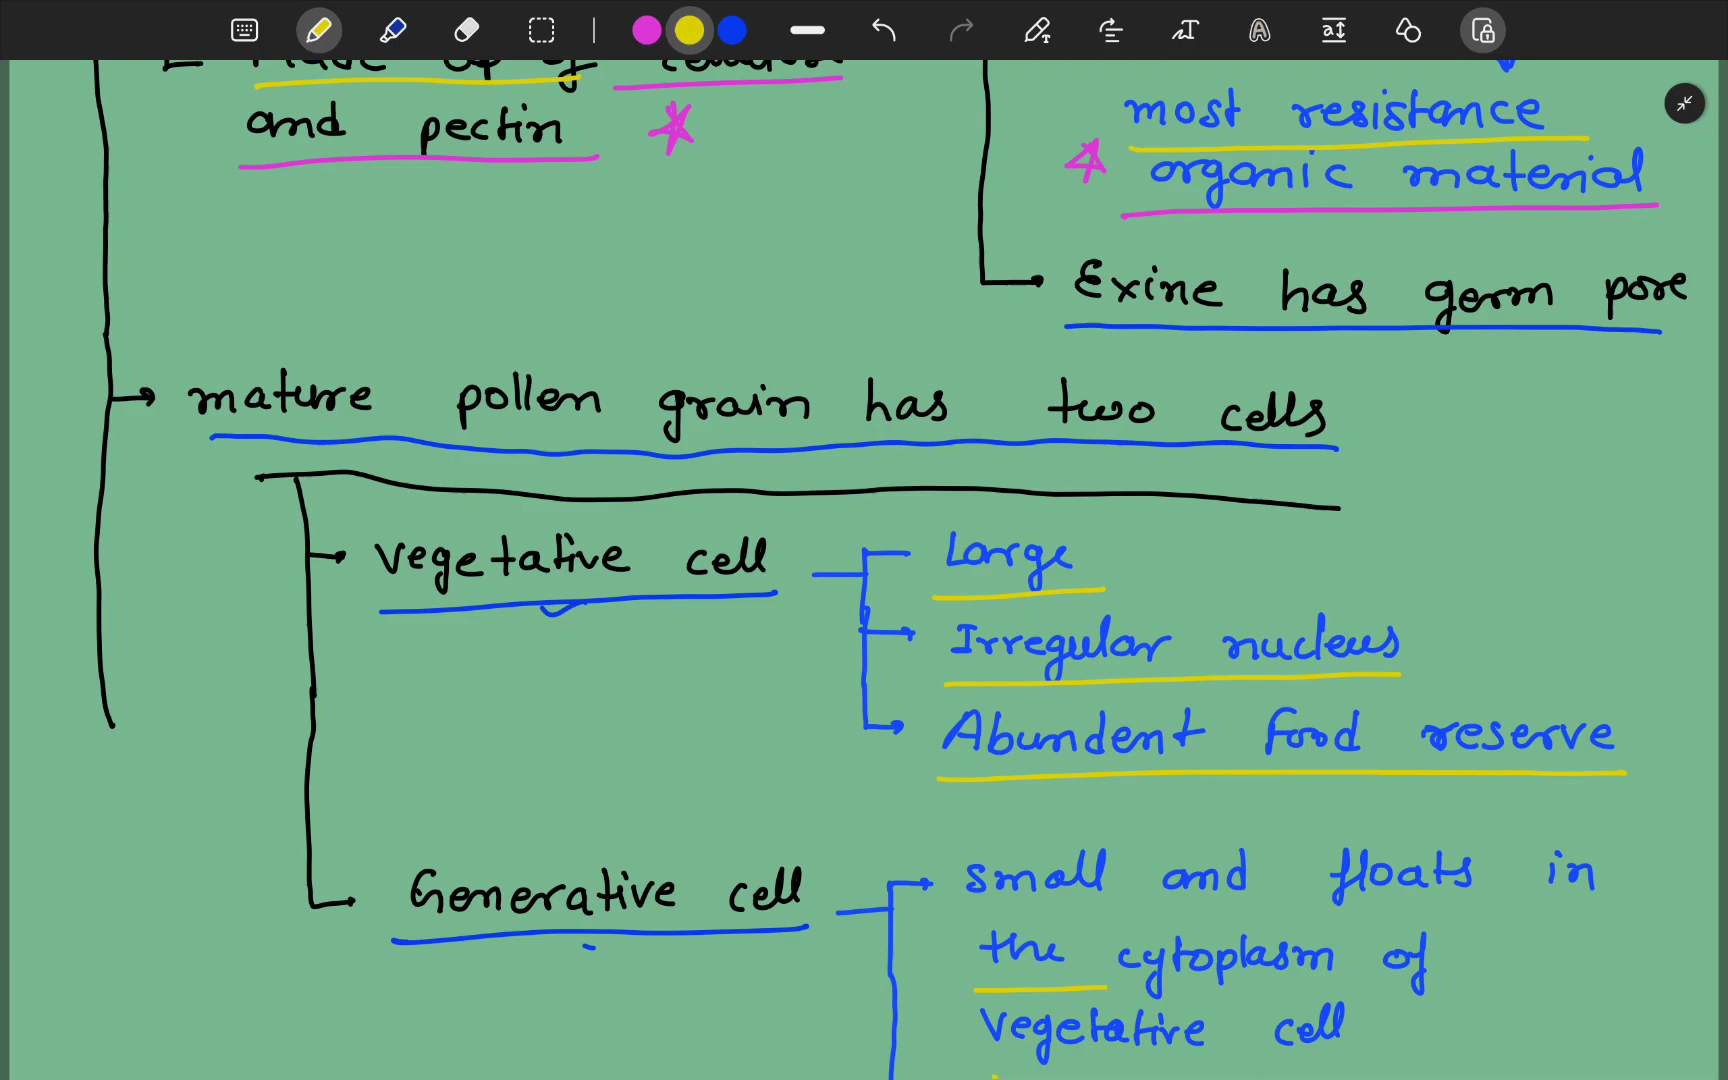 and pectin
most resistance
organic material
Exine has germ pore
mature pollen grain has two cells
vegetative cell
Large
Irregular nucleus
Abundent food reserve
Generative cell
small and floats in
the cytoplasm of
vegetative cell